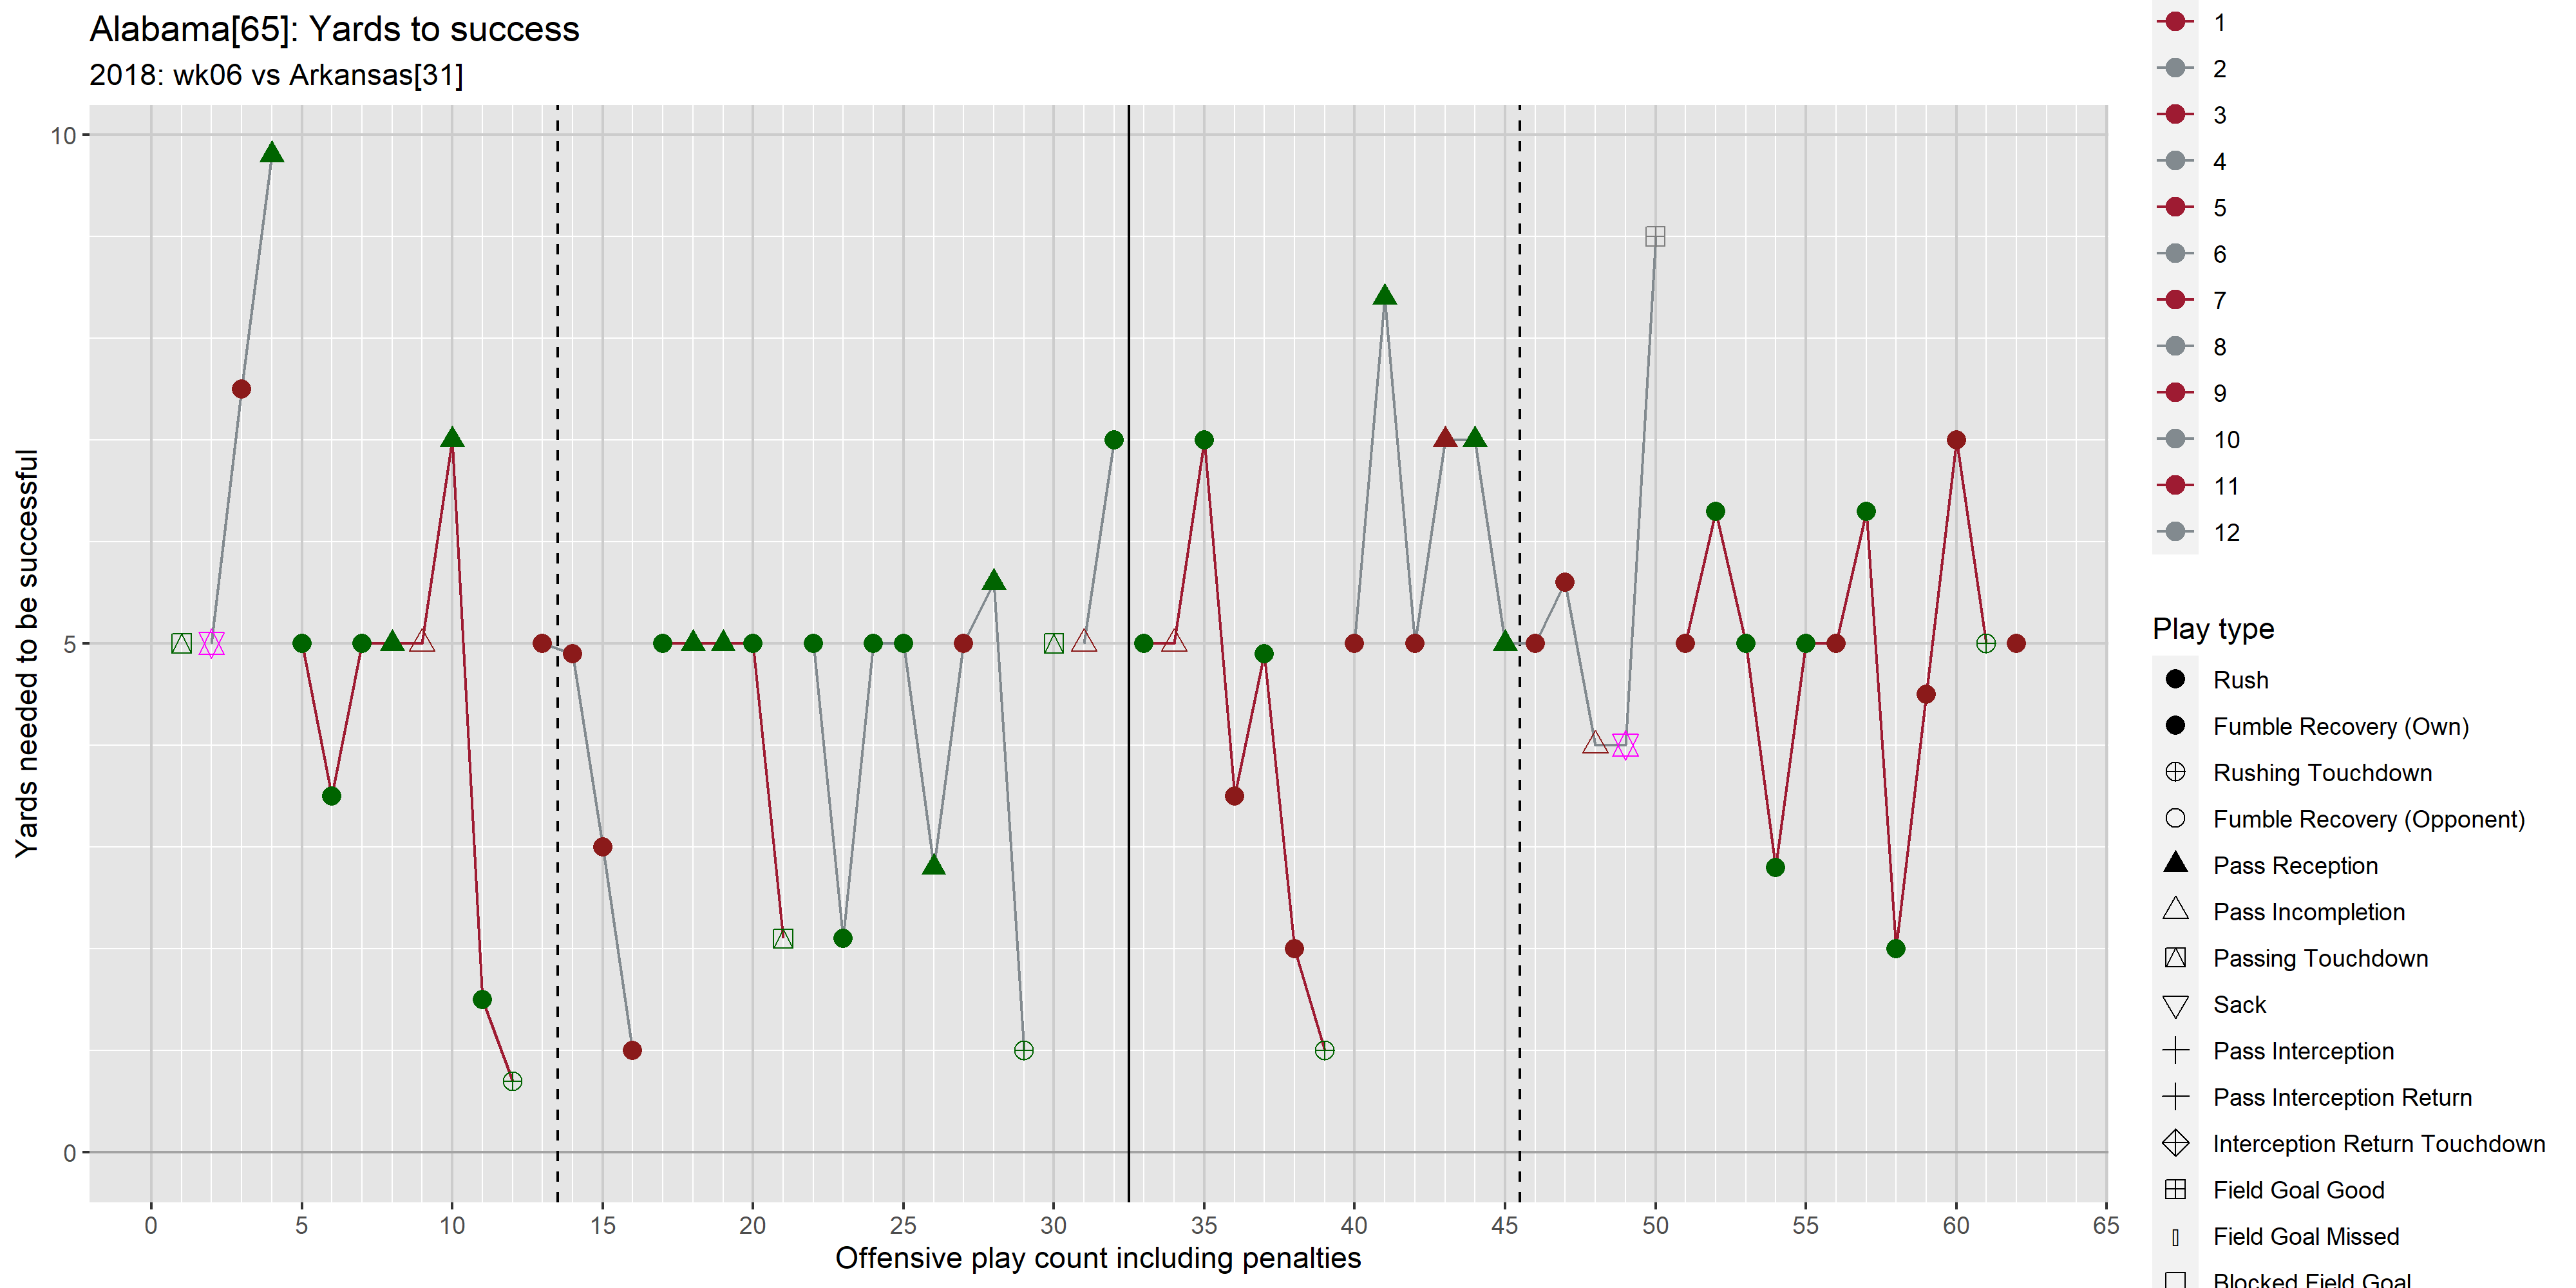 Alabama[65]: Yards to success
2018: wk06 vs Arkansas[31]
Yards needed to be successful
10
5
0
0 5 10 15 20 25 30 35 40 45 50 55 60 65
Offensive play count including penalties
1
2
3
4
5
6
7
8
9
10
11
12
Play type
Rush
Fumble Recovery (Own)
Rushing Touchdown
Fumble Recovery (Opponent)
Pass Reception
Pass Incompletion
Passing Touchdown
Sack
Pass Interception
Pass Interception Return
Interception Return Touchdown
Field Goal Good
Field Goal Missed
Blocked Field Goal